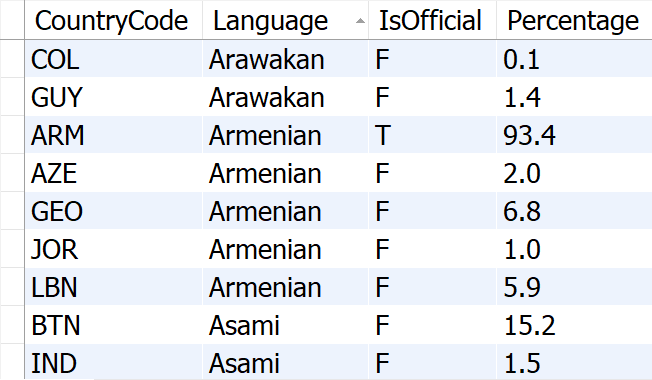 CountryCode Language IsOfficial Percentage
COL Arawakan F 0.1
GUY Arawakan F 1.4
ARM Armenian T 93.4
AZE Armenian F 2.0
GEO Armenian F 6.8
JOR Armenian F 1.0
LBN Armenian F 5.9
BTN Asami F 15.2
IND Asami F 1.5